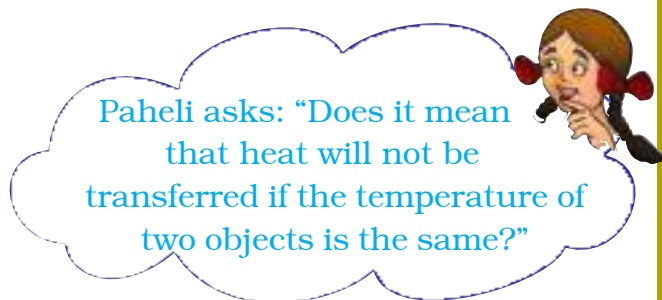 Paheli asks: “Does it mean
that heat will not be
transferred if the temperature of
two objects is the same?”